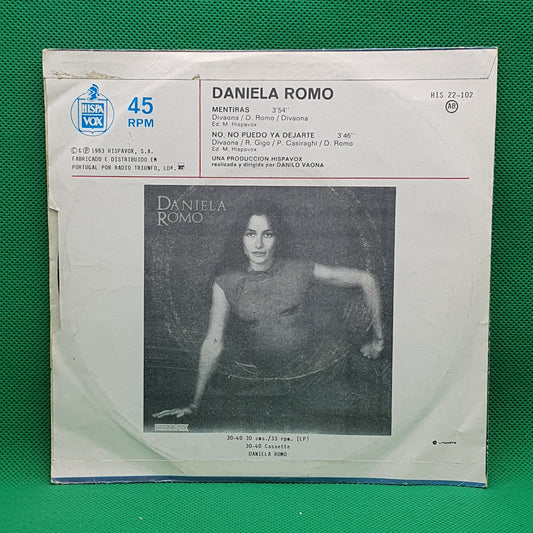 HISPA
VOX
45
RPM
Ⓒ Ⓟ 1983 HISPAVOX, S.A.
FABRICADO E DISTRIBUIDO EM
PORTUGAL POR RADIO TRIUNFO, LDª.
DANIELA ROMO
MENTIRAS 3'54''
Divaona / D. Romo / Divaona
Ed. M. Hispavox
NO, NO PUEDO YA DEJARTE 3'46''
Divaona / R. Gigo / P. Casiraghi / D. Romo
Ed. M. Hispavox
UNA PRODUCCION HISPAVOX
realizada y dirigida por DANILO VAONA
HIS 22-102
AB
DANIELA
ROMO
30-40 30 cms./33 rpm. (LP)
30-40 Cassette
DANIELA ROMO